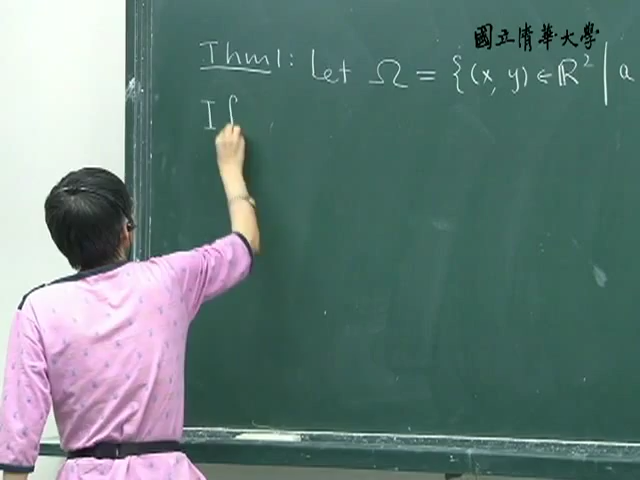 國立清華大學
Thm1: Let Ω = {(x, y) ∈ ℝ² | a
If